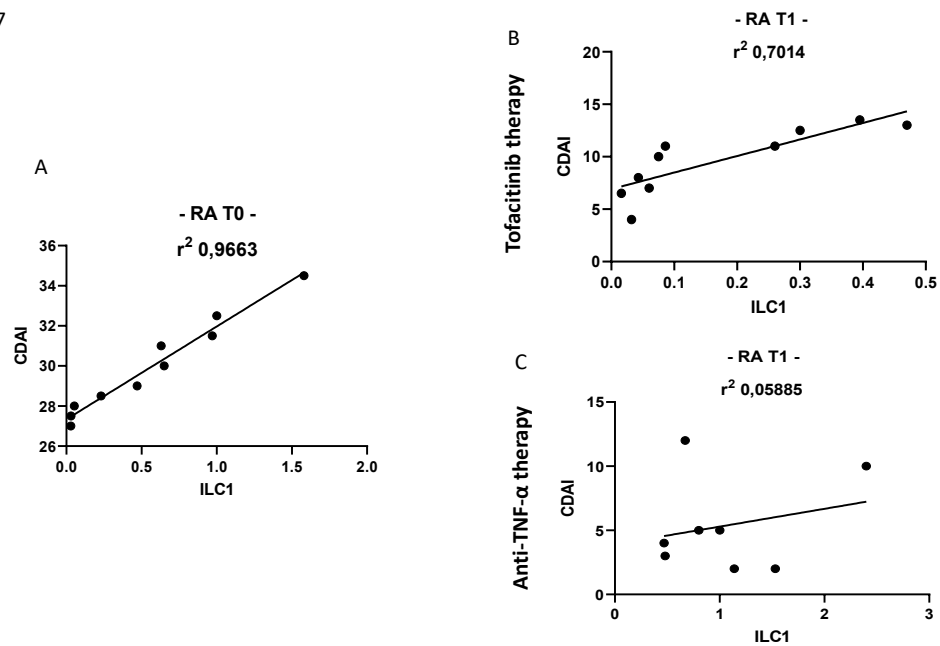 7
A
- RA T0 -
r² 0,9663
36
34
32
30
28
26
CDAI
0.0 0.5 1.0 1.5 2.0
ILC1
B
Tofacitinib therapy
- RA T1 -
r² 0,7014
20
15
10
5
0
CDAI
0.0 0.1 0.2 0.3 0.4 0.5
ILC1
C
Anti-TNF-α therapy
- RA T1 -
r² 0,05885
15
10
5
0
CDAI
0 1 2 3
ILC1